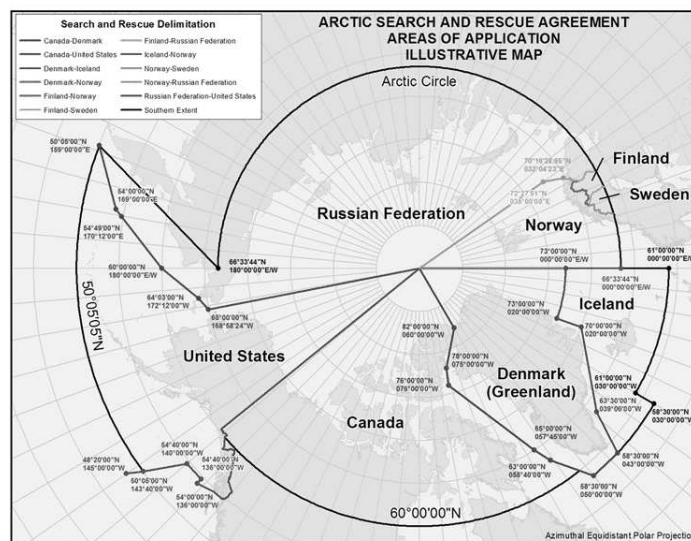 Search and Rescue Delimitation
Canada-Denmark
Canada-United States
Denmark-Iceland
Denmark-Norway
Finland-Norway
Finland-Sweden
Finland-Russian Federation
Iceland-Norway
Norway-Sweden
Norway-Russian Federation
Russian Federation-United States
Southern Extent
ARCTIC SEARCH AND RESCUE AGREEMENT
AREAS OF APPLICATION
ILLUSTRATIVE MAP
Arctic Circle
50°05'00"N
159°00'00"E
54°00'00"N
169°00'00"E
54°49'00"N
170°12'00"E
60°00'00"N
180°00'00"E/W
64°03'00"N
172°12'00"W
66°33'44"N
180°00'00"E/W
68°00'00"N
168°58'24"W
Russian Federation
032°04'23"E
Finland
Sweden
Norway
73°00'00"N
000°00'00"E/W
66°33'44"N
000°00'00"E/W
61°00'00"N
000°00'00"E/W
Iceland
73°00'00"N
020°00'00"W
70°00'00"N
020°00'00"W
82°00'00"N
060°00'00"W
78°00'00"N
075°00'00"W
76°00'00"N
076°00'00"W
Denmark
(Greenland)
61°00'00"N
030°00'00"W
58°30'00"N
030°00'00"W
63°30'00"N
039°00'00"W
65°00'00"N
057°45'00"W
63°00'00"N
058°40'00"W
58°30'00"N
043°00'00"W
58°30'00"N
050°00'00"W
50°05'05"N
United States
Canada
48°20'00"N
145°00'00"W
50°05'00"N
143°40'00"W
54°40'00"N
140°00'00"W
54°40'00"N
136°00'00"W
54°00'00"N
136°00'00"W
60°00'00"N
Azimuthal Equidistant Polar Projection